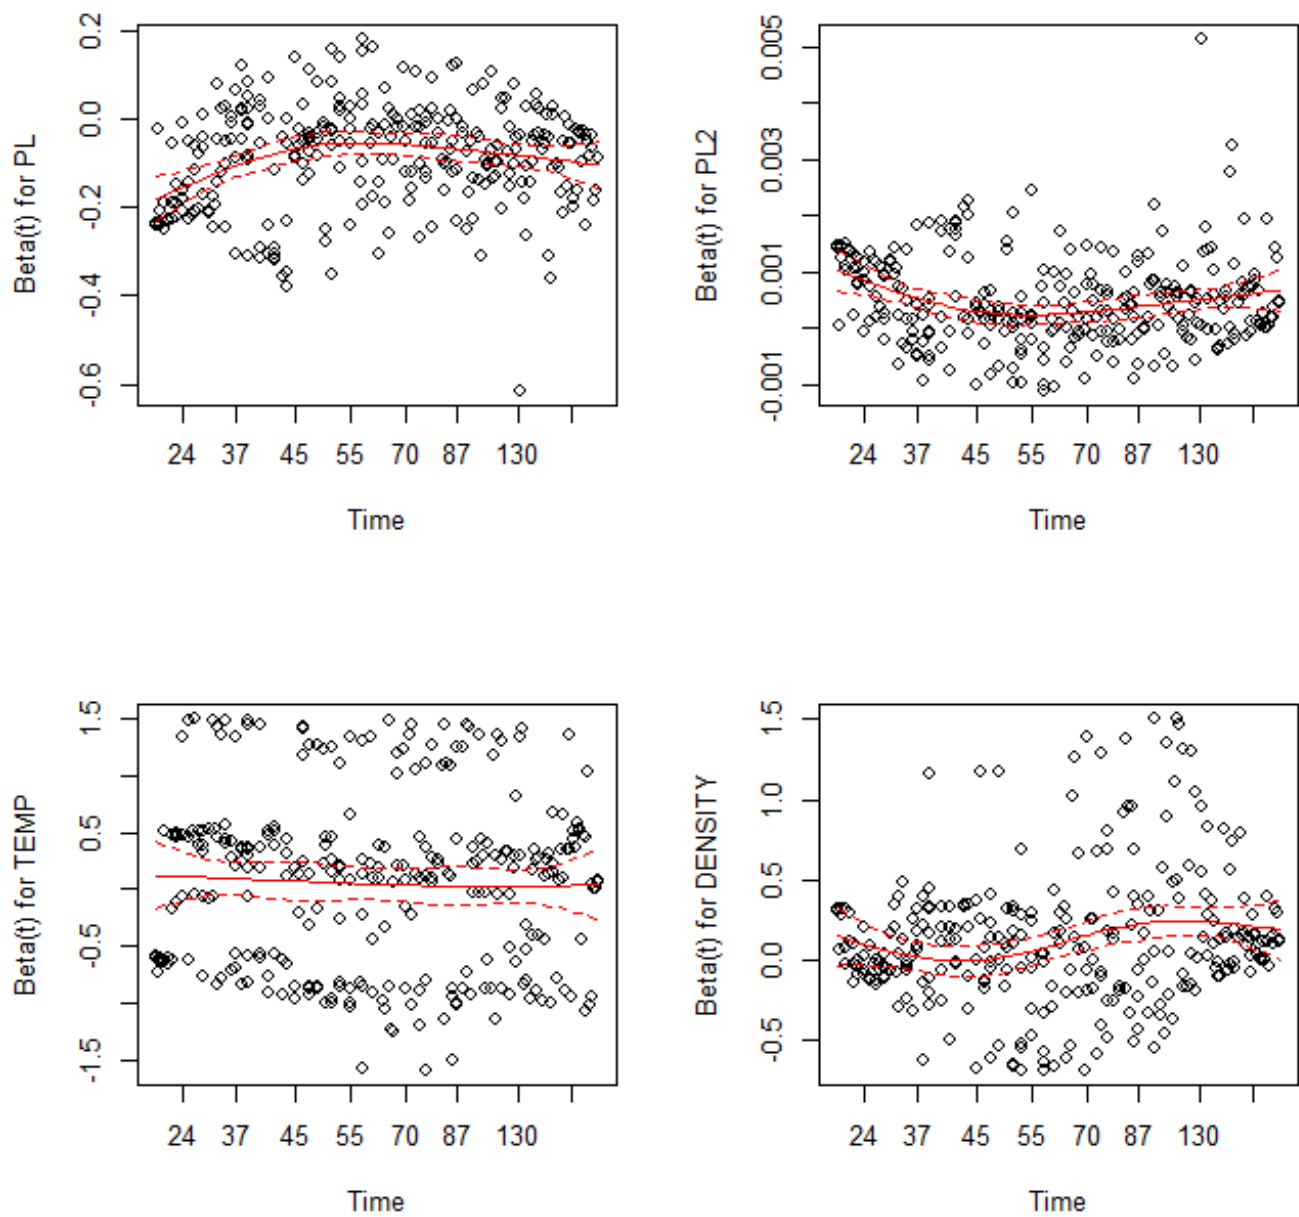 Beta(t) for PL
0.2
0.0
-0.2
-0.4
-0.6
24 37 45 55 70 87 130
Time
Beta(t) for PL2
0.005
0.003
0.001
-0.001
24 37 45 55 70 87 130
Time
Beta(t) for TEMP
1.5
0.5
-0.5
-1.5
24 37 45 55 70 87 130
Time
Beta(t) for DENSITY
1.5
1.0
0.5
0.0
-0.5
24 37 45 55 70 87 130
Time